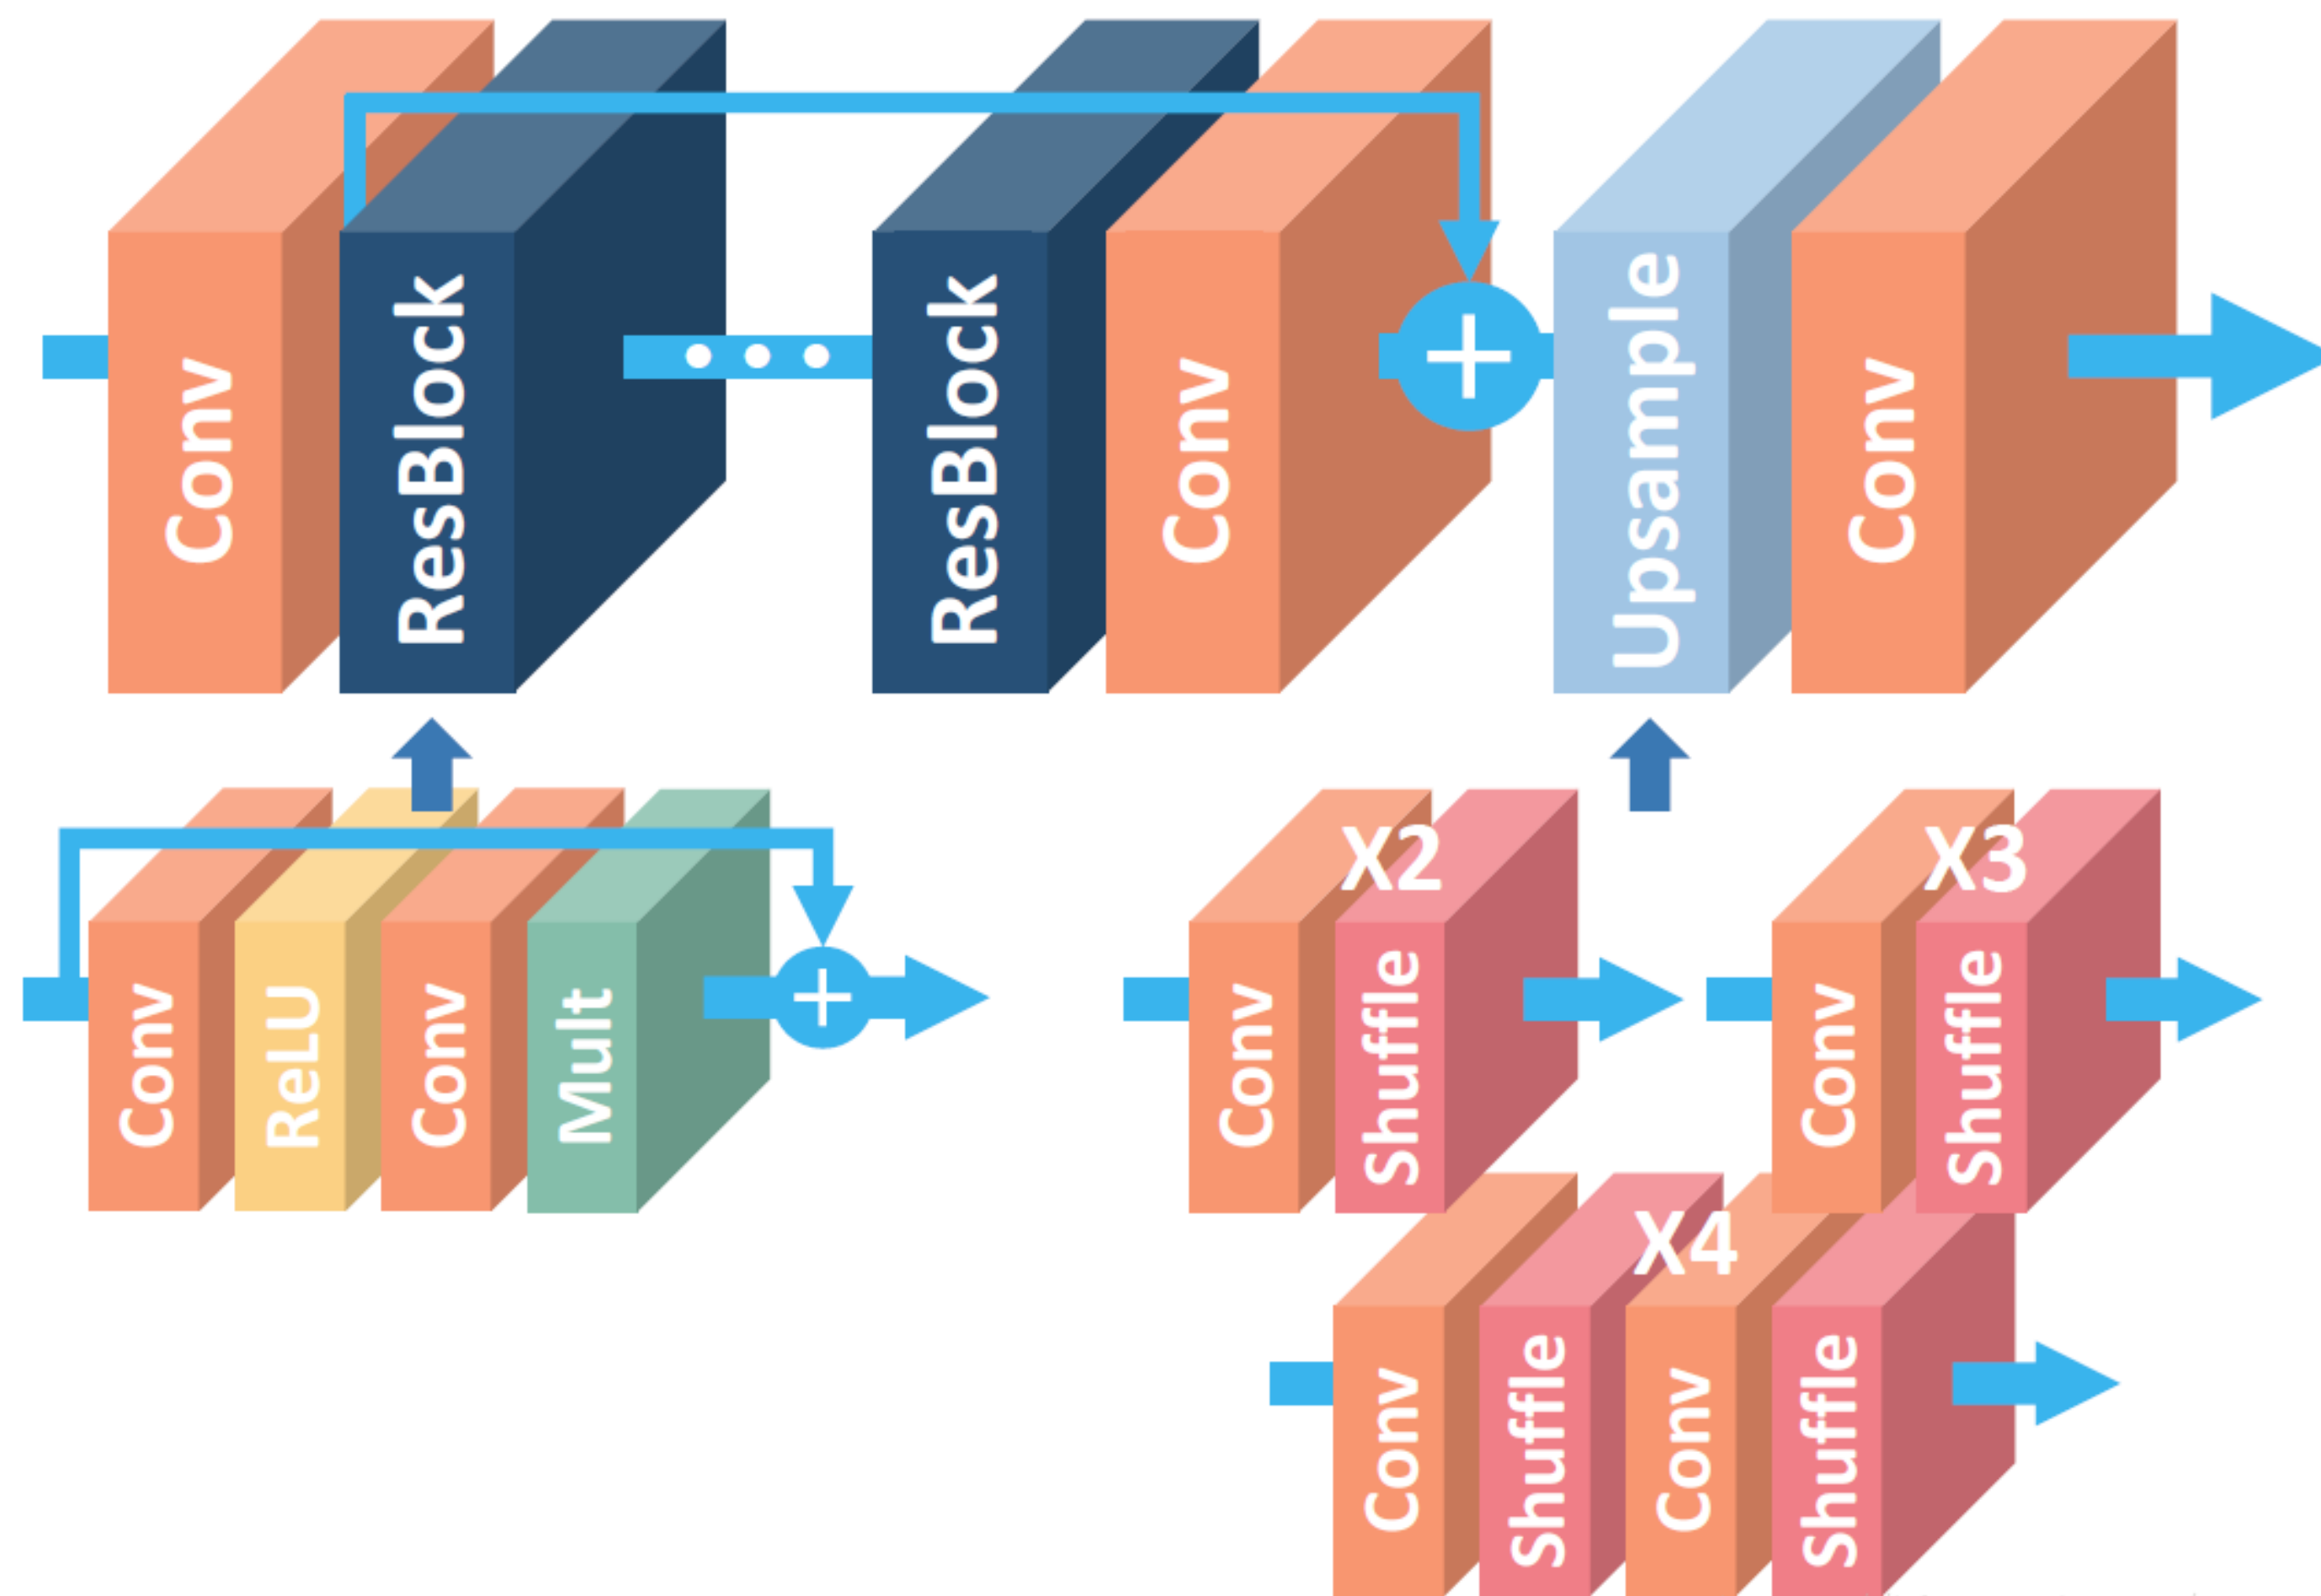 Conv
ResBlock
ResBlock
Conv
+
Upsample
Conv
Conv
ReLU
Conv
Mult
+
X2
Conv
Shuffle
X3
Conv
Shuffle
X4
Conv
Shuffle
Conv
Shuffle